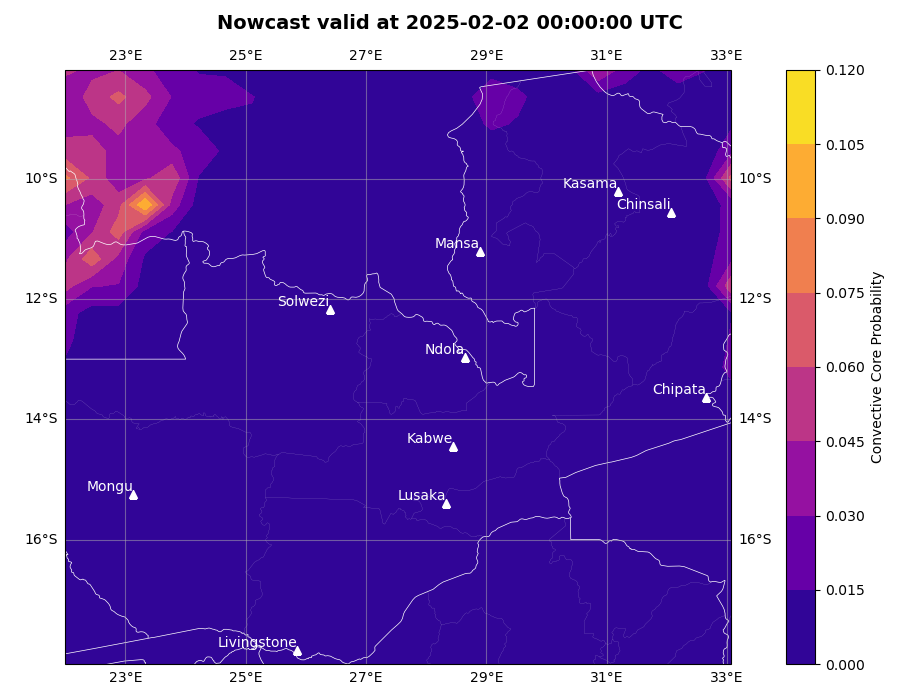 Nowcast valid at 2025-02-02 00:00:00 UTC
23°E 25°E 27°E 29°E 31°E 33°E
0.120
0.105
10°S Kasama 10°S
Chinsali
0.090
Mansa
12°S Solwezi 12°S
0.075
Ndola
0.060
Chipata
14°S 14°S
Kabwe
0.045
Mongu
Lusaka
0.030
16°S 16°S
0.015
Livingstone
0.000
23°E 25°E 27°E 29°E 31°E 33°E
Convective Core Probability